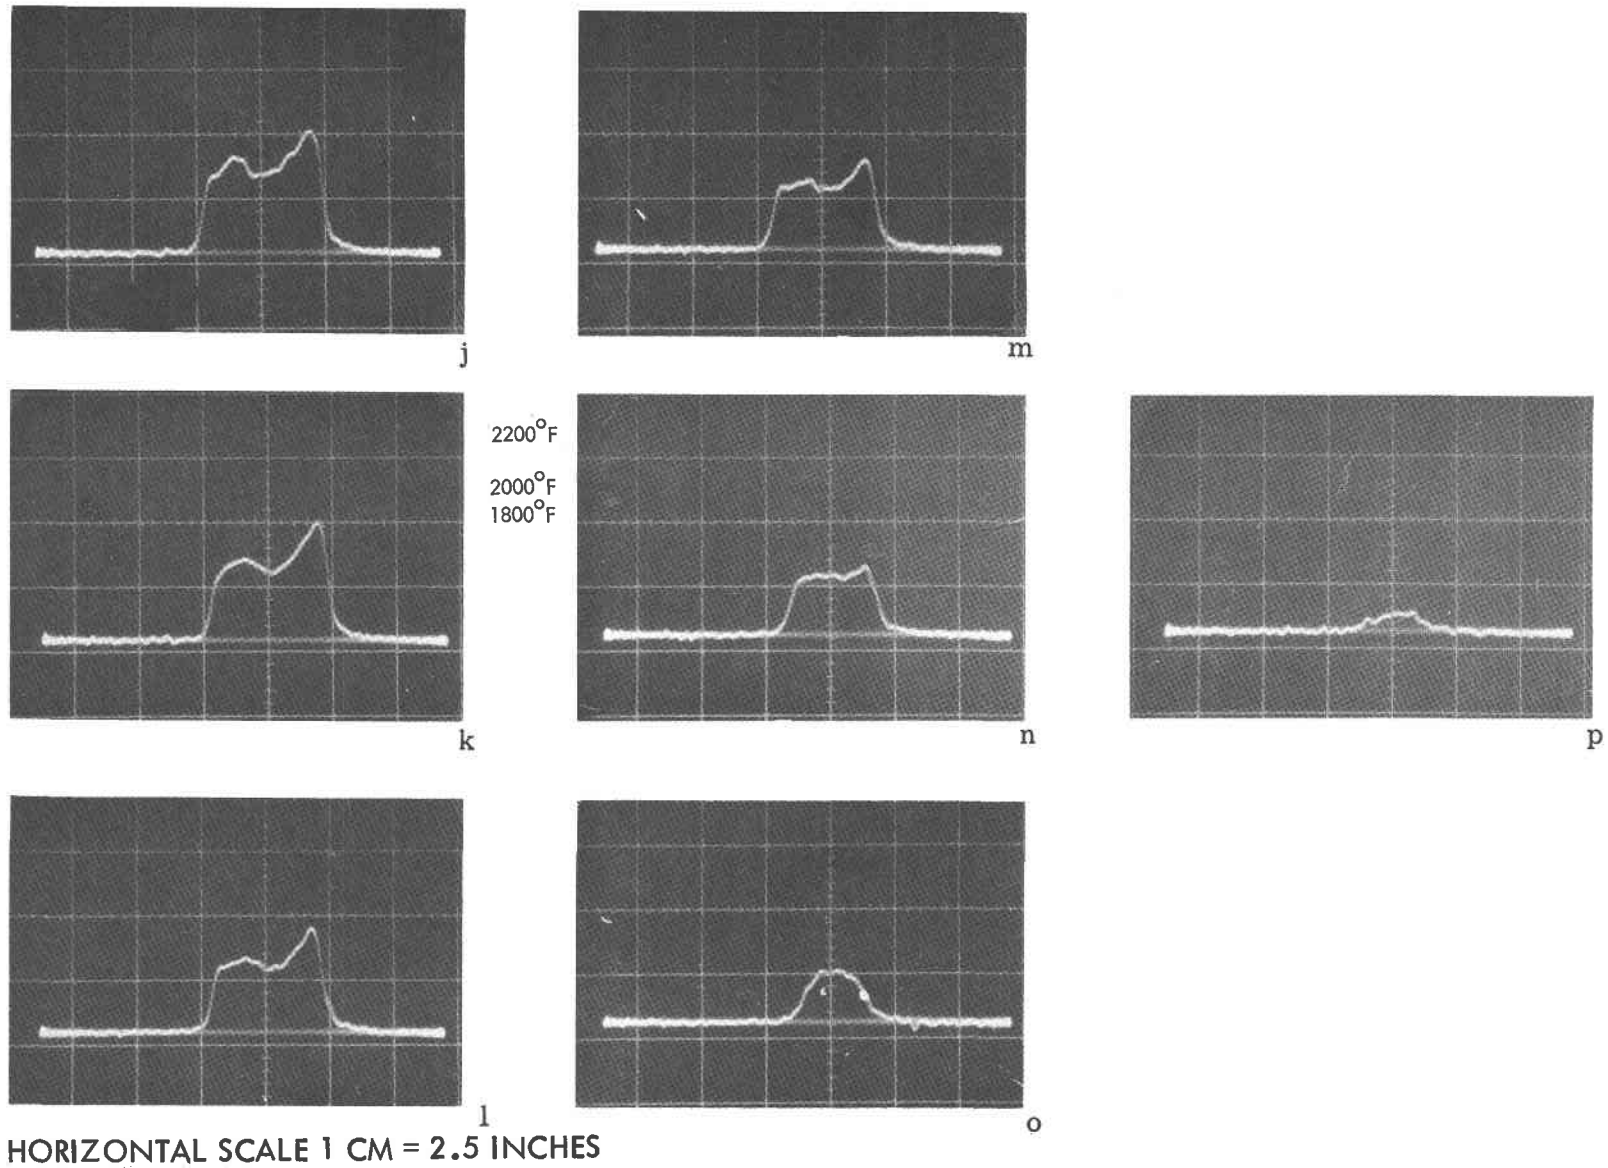 j
m
k
2200°F
2000°F
1800°F
n
p
l
o
HORIZONTAL SCALE 1 CM = 2.5 INCHES